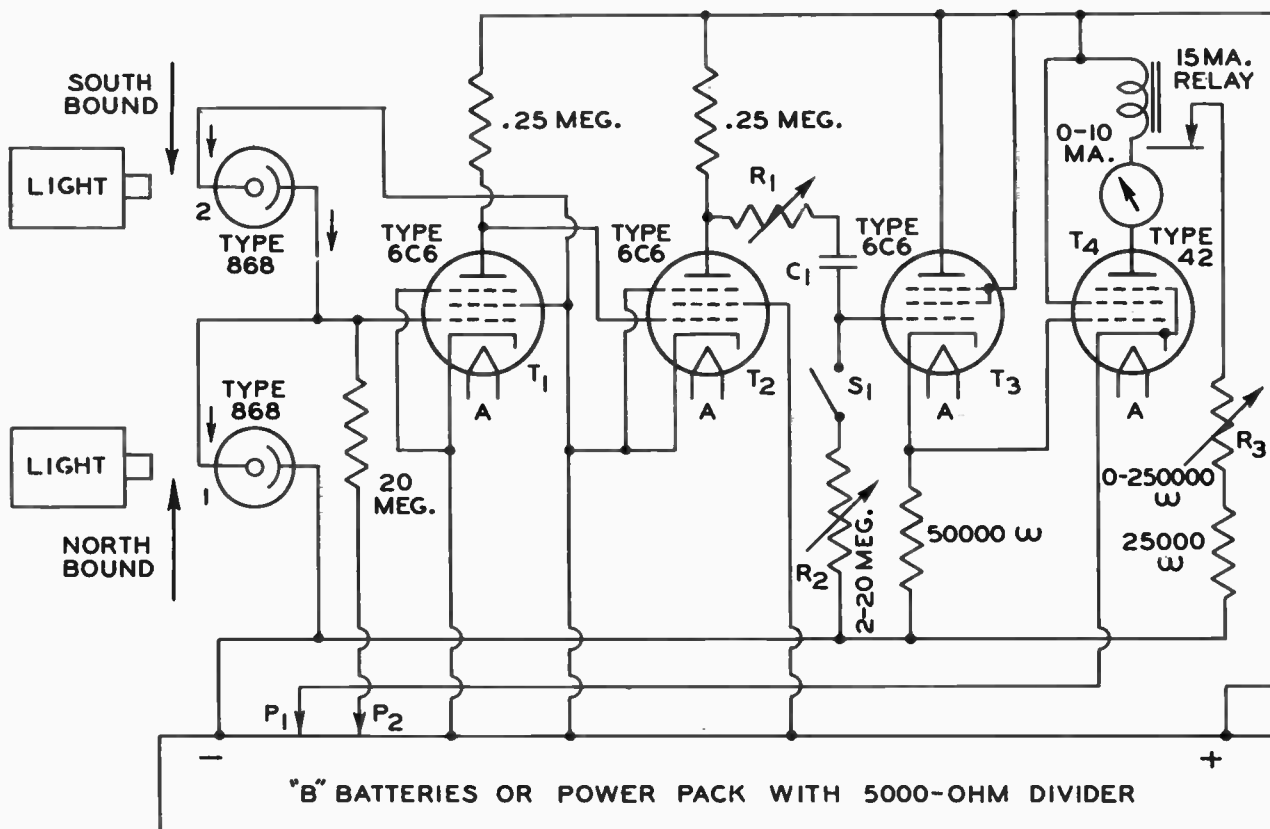 SOUTH
BOUND
LIGHT
2
TYPE
868
.25 MEG.
.25 MEG.
15 MA.
RELAY
0-10
MA.
R1
C1
TYPE
6C6
TYPE
6C6
TYPE
6C6
T4
TYPE
42
T1
T2
T3
A
A
A
A
S1
TYPE
868
LIGHT
1
NORTH
BOUND
20
MEG.
R2
2-20 MEG.
50000 ω
R3
0-250000
ω
25000
ω
P1
P2
−
+
"B" BATTERIES OR POWER PACK WITH 5000-OHM DIVIDER